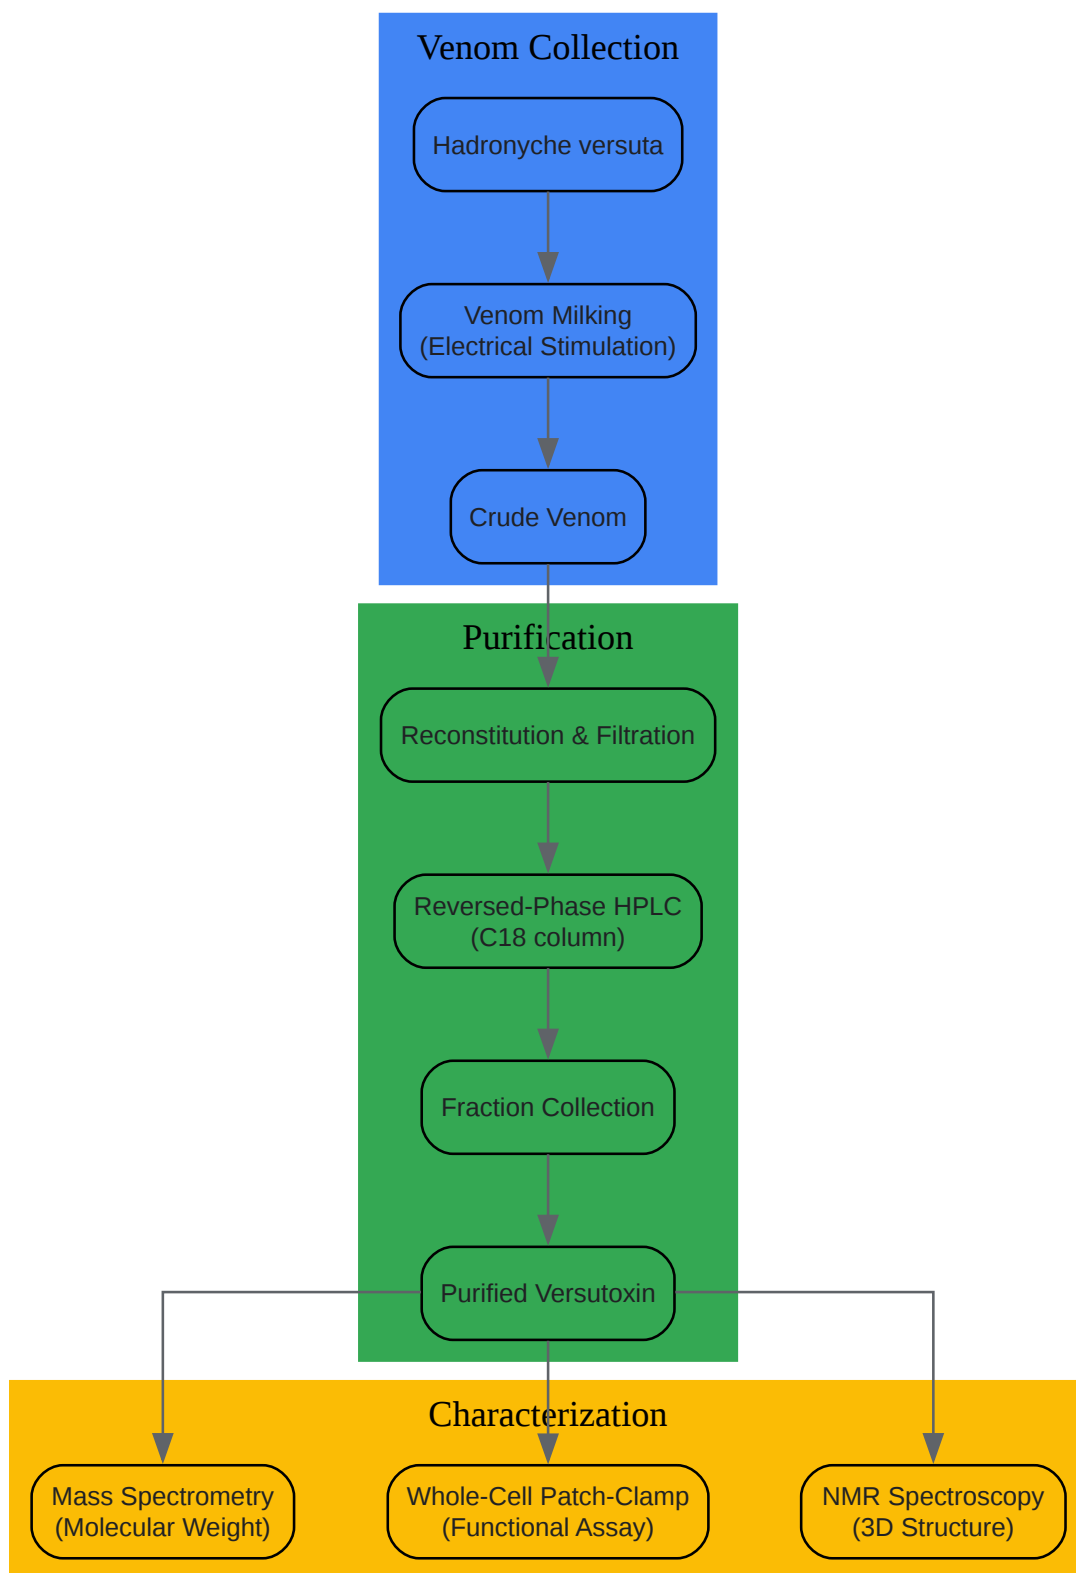 Venom Collection
Hadronyche versuta
Venom Milking
(Electrical Stimulation)
Crude Venom
Purification
Reconstitution & Filtration
Reversed-Phase HPLC
(C18 column)
Fraction Collection
Purified Versutoxin
Characterization
Mass Spectrometry
(Molecular Weight)
Whole-Cell Patch-Clamp
(Functional Assay)
NMR Spectroscopy
(3D Structure)